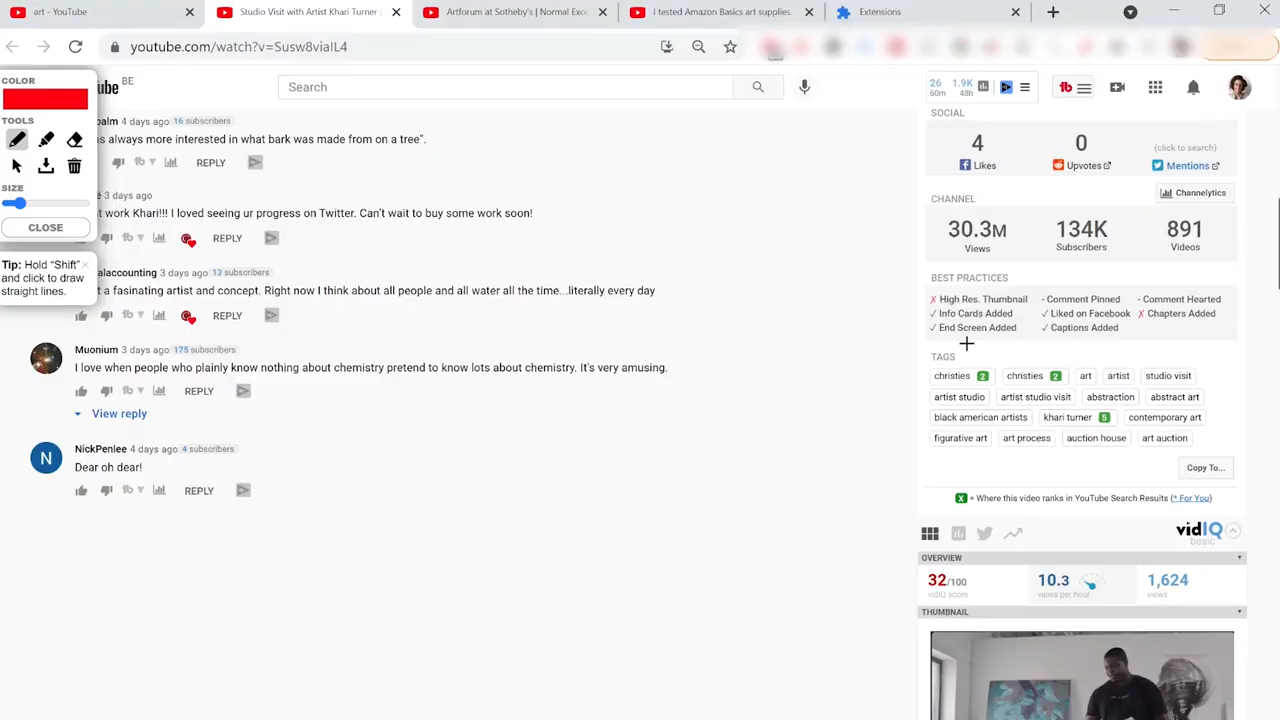 art - YouTube
Studio Visit with Artist Khari Turner
Artforum at Sotheby's | Normal Exce
I tested Amazon Basics art supplies.
Extensions
youtube.com/watch?v=Susw8viaIL4
COLOR
TOOLS
SIZE
CLOSE
Tip: Hold “Shift”
and click to draw
straight lines.
ube BE
Search
26
60m
1.9K
48h
alm 4 days ago 16 subscribers
s always more interested in what bark was made from on a tree”.
REPLY
3 days ago
t work Khari!!! I loved seeing ur progress on Twitter. Can’t wait to buy some work soon!
REPLY
alaccounting 3 days ago 13 subscribers
t a fasinating artist and concept. Right now I think about all people and all water all the time...literally every day
REPLY
Muonium 3 days ago 175 subscribers
I love when people who plainly know nothing about chemistry pretend to know lots about chemistry. It's very amusing.
REPLY
View reply
N
NickPenlee 4 days ago 4 subscribers
Dear oh dear!
REPLY
SOCIAL
4 0 (click to search)
Likes Upvotes Mentions
CHANNEL Channelytics
30.3M 134K 891
Views Subscribers Videos
BEST PRACTICES
✗ High Res. Thumbnail - Comment Pinned - Comment Hearted
✓ Info Cards Added ✓ Liked on Facebook ✗ Chapters Added
✓ End Screen Added ✓ Captions Added
TAGS
christies 2 christies 2 art artist studio visit
artist studio artist studio visit abstraction abstract art
black american artists khari turner 5 contemporary art
figurative art art process auction house art auction
Copy To...
X = Where this video ranks in YouTube Search Results (* For You)
vidIQ
basic
OVERVIEW
32/100 10.3 1,624
vidIQ score views per hour views
THUMBNAIL